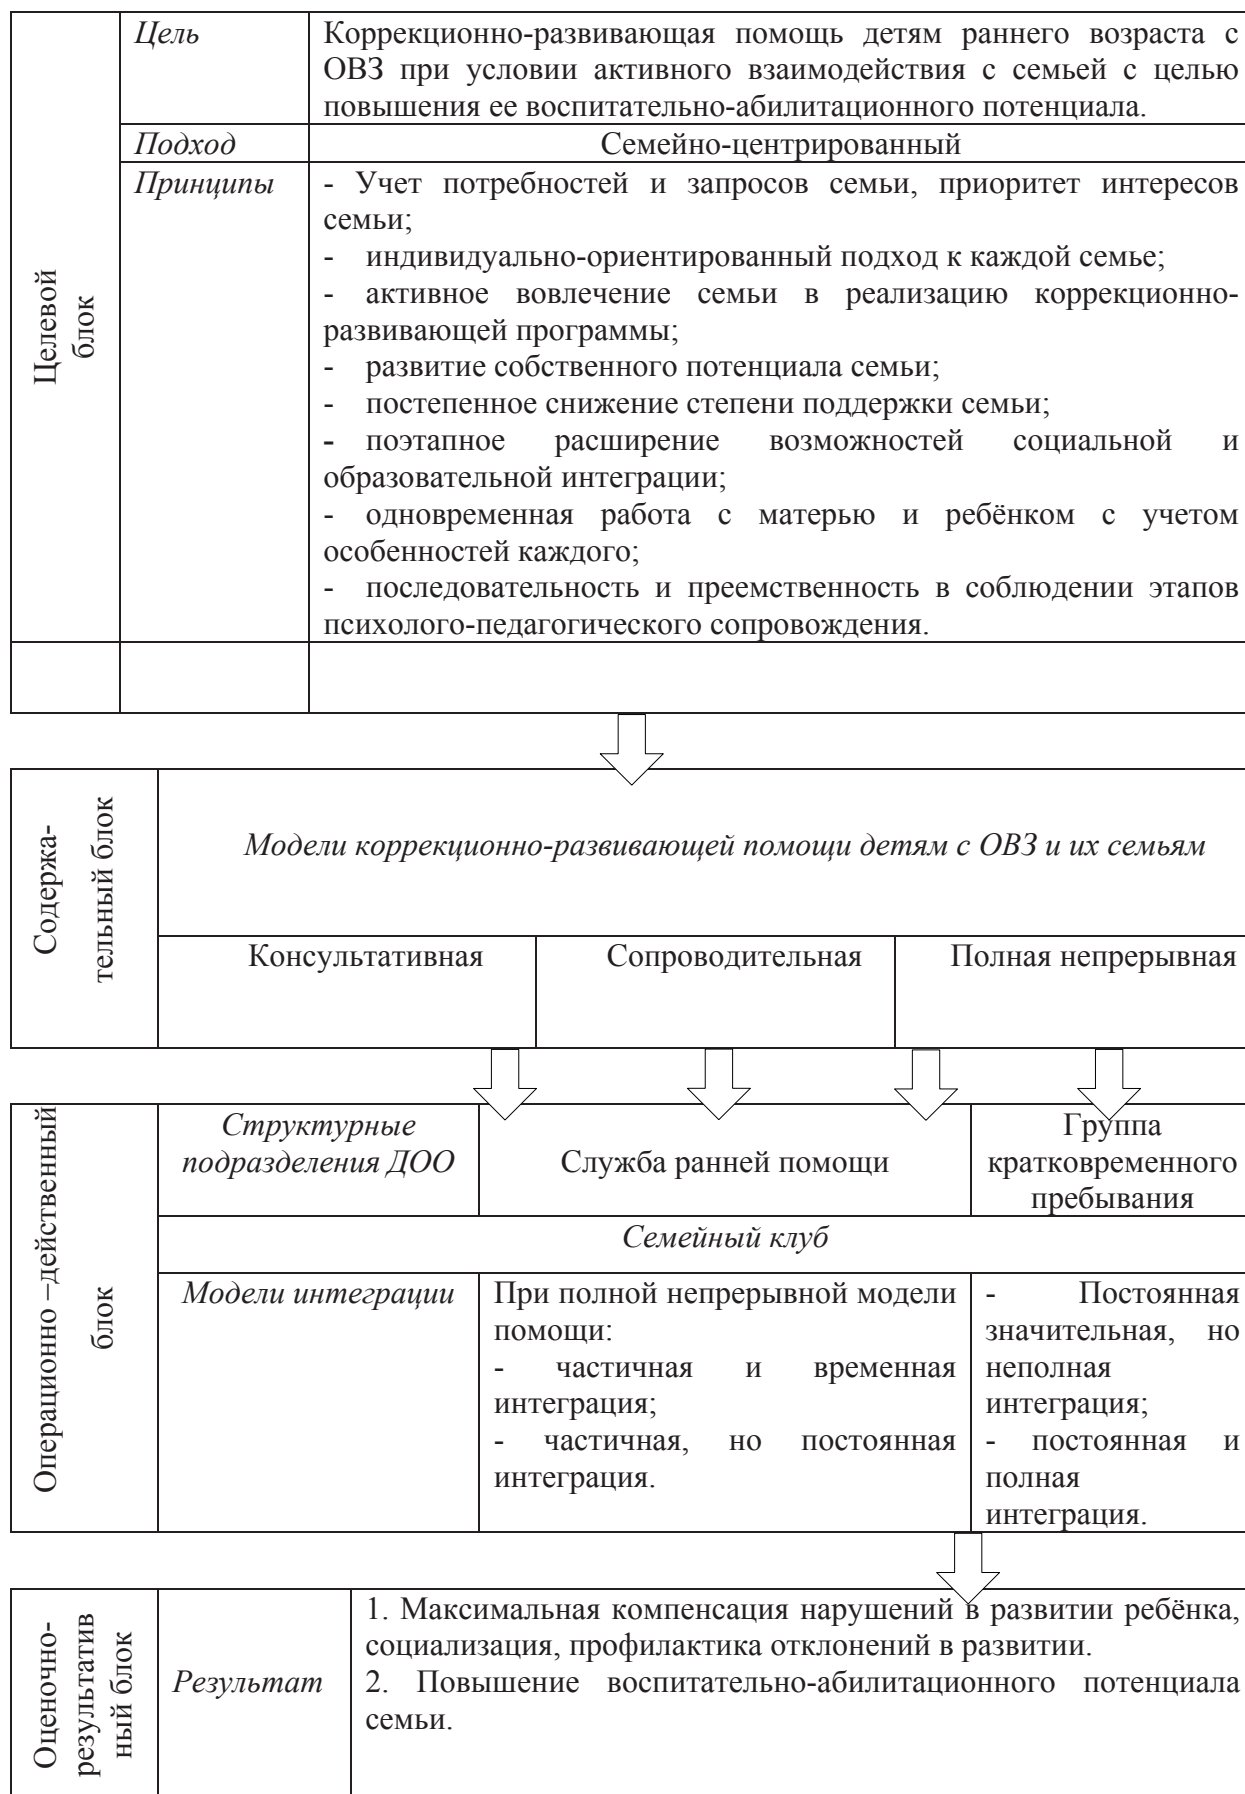 Целевой
блок
Цель
Коррекционно-развивающая помощь детям раннего возраста с
ОВЗ при условии активного взаимодействия с семьей с целью
повышения ее воспитательно-абилитационного потенциала.
Подход
Семейно-центрированный
Принципы
- Учет потребностей и запросов семьи, приоритет интересов
семьи;
- индивидуально-ориентированный подход к каждой семье;
- активное вовлечение семьи в реализацию коррекционно-
развивающей программы;
- развитие собственного потенциала семьи;
- постепенное снижение степени поддержки семьи;
- поэтапное расширение возможностей социальной и
образовательной интеграции;
- одновременная работа с матерью и ребёнком с учетом
особенностей каждого;
- последовательность и преемственность в соблюдении этапов
психолого-педагогического сопровождения.
Содержа-
тельный блок
Модели коррекционно-развивающей помощи детям с ОВЗ и их семьям
Консультативная
Сопроводительная
Полная непрерывная
Операционно –действенный
блок
Структурные
подразделения ДОО
Служба ранней помощи
Группа
кратковременного
пребывания
Семейный клуб
Модели интеграции
При полной непрерывной модели
помощи:
- частичная и временная
интеграция;
- частичная, но постоянная
интеграция.
- Постоянная
значительная, но
неполная
интеграция;
- постоянная и
полная
интеграция.
Оценочно-
результатив
ный блок
Результат
1. Максимальная компенсация нарушений в развитии ребёнка,
социализация, профилактика отклонений в развитии.
2. Повышение воспитательно-абилитационного потенциала
семьи.